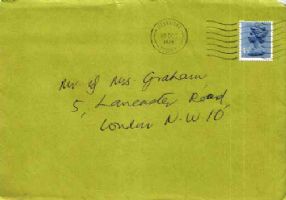 Mr & Mrs Graham
5, Lancaster Road,
London N.W 10.